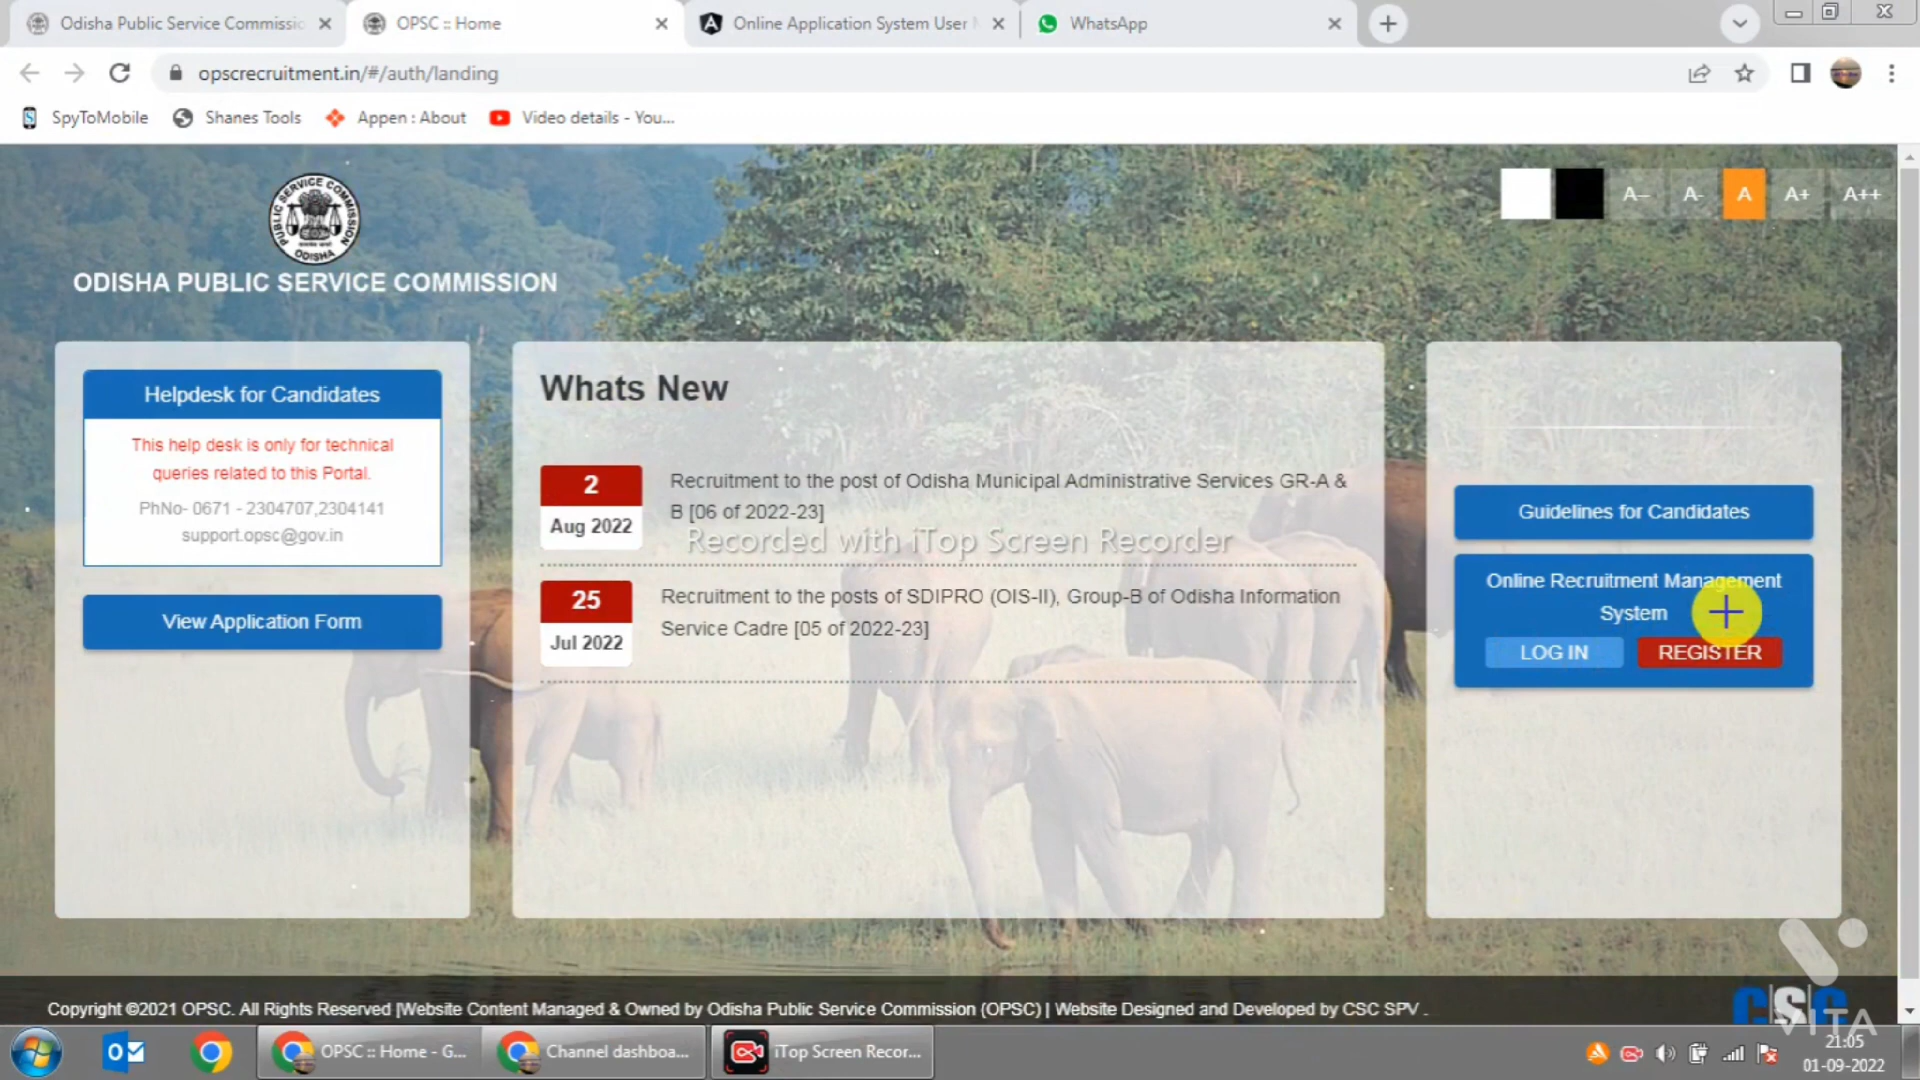 Odisha Public Service Commissio
OPSC :: Home
Online Application System User
WhatsApp
opscrecruitment.in/#/auth/landing
SpyToMobile
Shanes Tools
Appen : About
Video details - You...
PUBLIC SERVICE COMMISSION
ODISHA
ODISHA PUBLIC SERVICE COMMISSION
A-- A- A A+ A++
Helpdesk for Candidates
This help desk is only for technical
queries related to this Portal.
PhNo- 0671 - 2304707,2304141
support.opsc@gov.in
View Application Form
Whats New
2
Aug 2022
Recruitment to the post of Odisha Municipal Administrative Services GR-A &
B [06 of 2022-23]
Recorded with iTop Screen Recorder
25
Jul 2022
Recruitment to the posts of SDIPRO (OIS-II), Group-B of Odisha Information
Service Cadre [05 of 2022-23]
Guidelines for Candidates
Online Recruitment Management
System
LOG IN
REGISTER
Copyright ©2021 OPSC. All Rights Reserved |Website Content Managed & Owned by Odisha Public Service Commission (OPSC) | Website Designed and Developed by CSC SPV .
CSC
VITA
OPSC :: Home - G...
Channel dashboa...
iTop Screen Recor...
21:05
01-09-2022